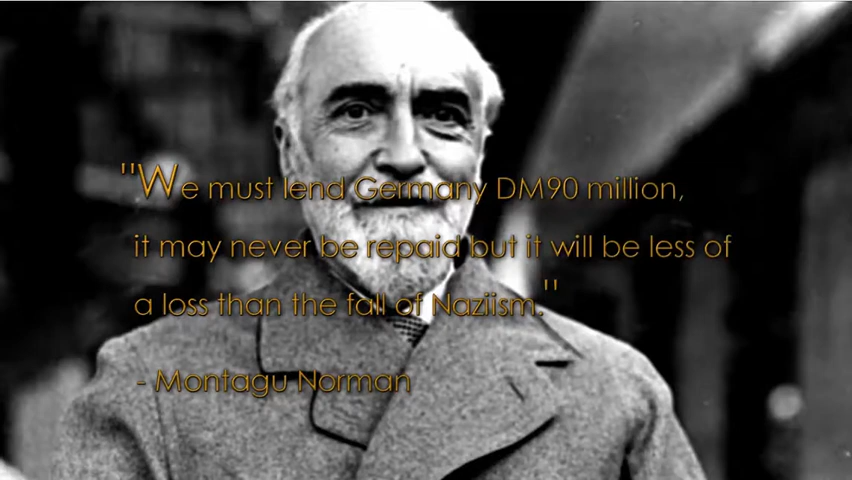 "We must lend Germany DM90 million,
it may never be repaid but it will be less of
a loss than the fall of Naziism."
- Montagu Norman